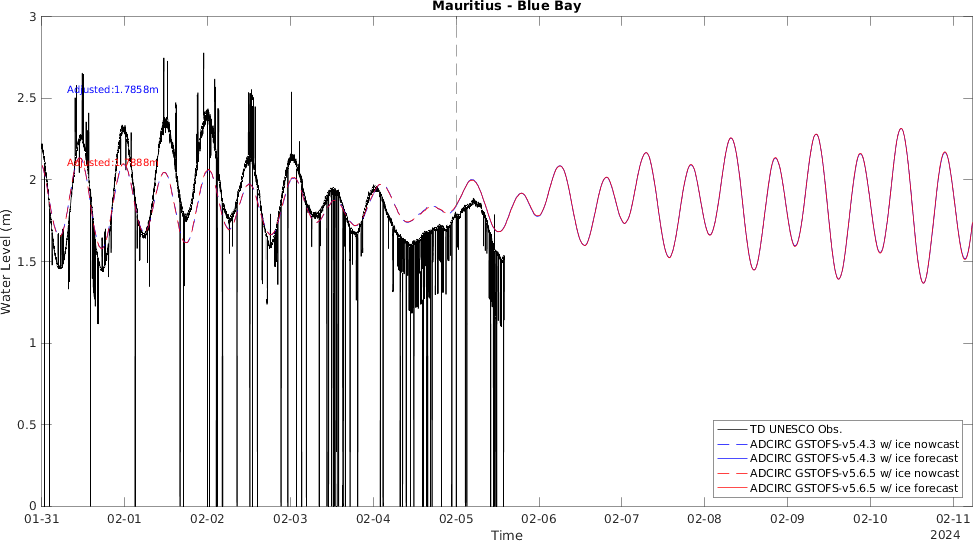 Mauritius - Blue Bay
Water Level (m)
3
2.5
2
1.5
1
0.5
0
Adjusted:1.7858m
01-31
02-01
02-02
02-03
02-04
02-05
02-06
02-07
02-08
02-09
02-10
02-11
2024
Time
TD UNESCO Obs.
ADCIRC GSTOFS-v5.4.3 w/ ice nowcast
ADCIRC GSTOFS-v5.4.3 w/ ice forecast
ADCIRC GSTOFS-v5.6.5 w/ ice nowcast
ADCIRC GSTOFS-v5.6.5 w/ ice forecast